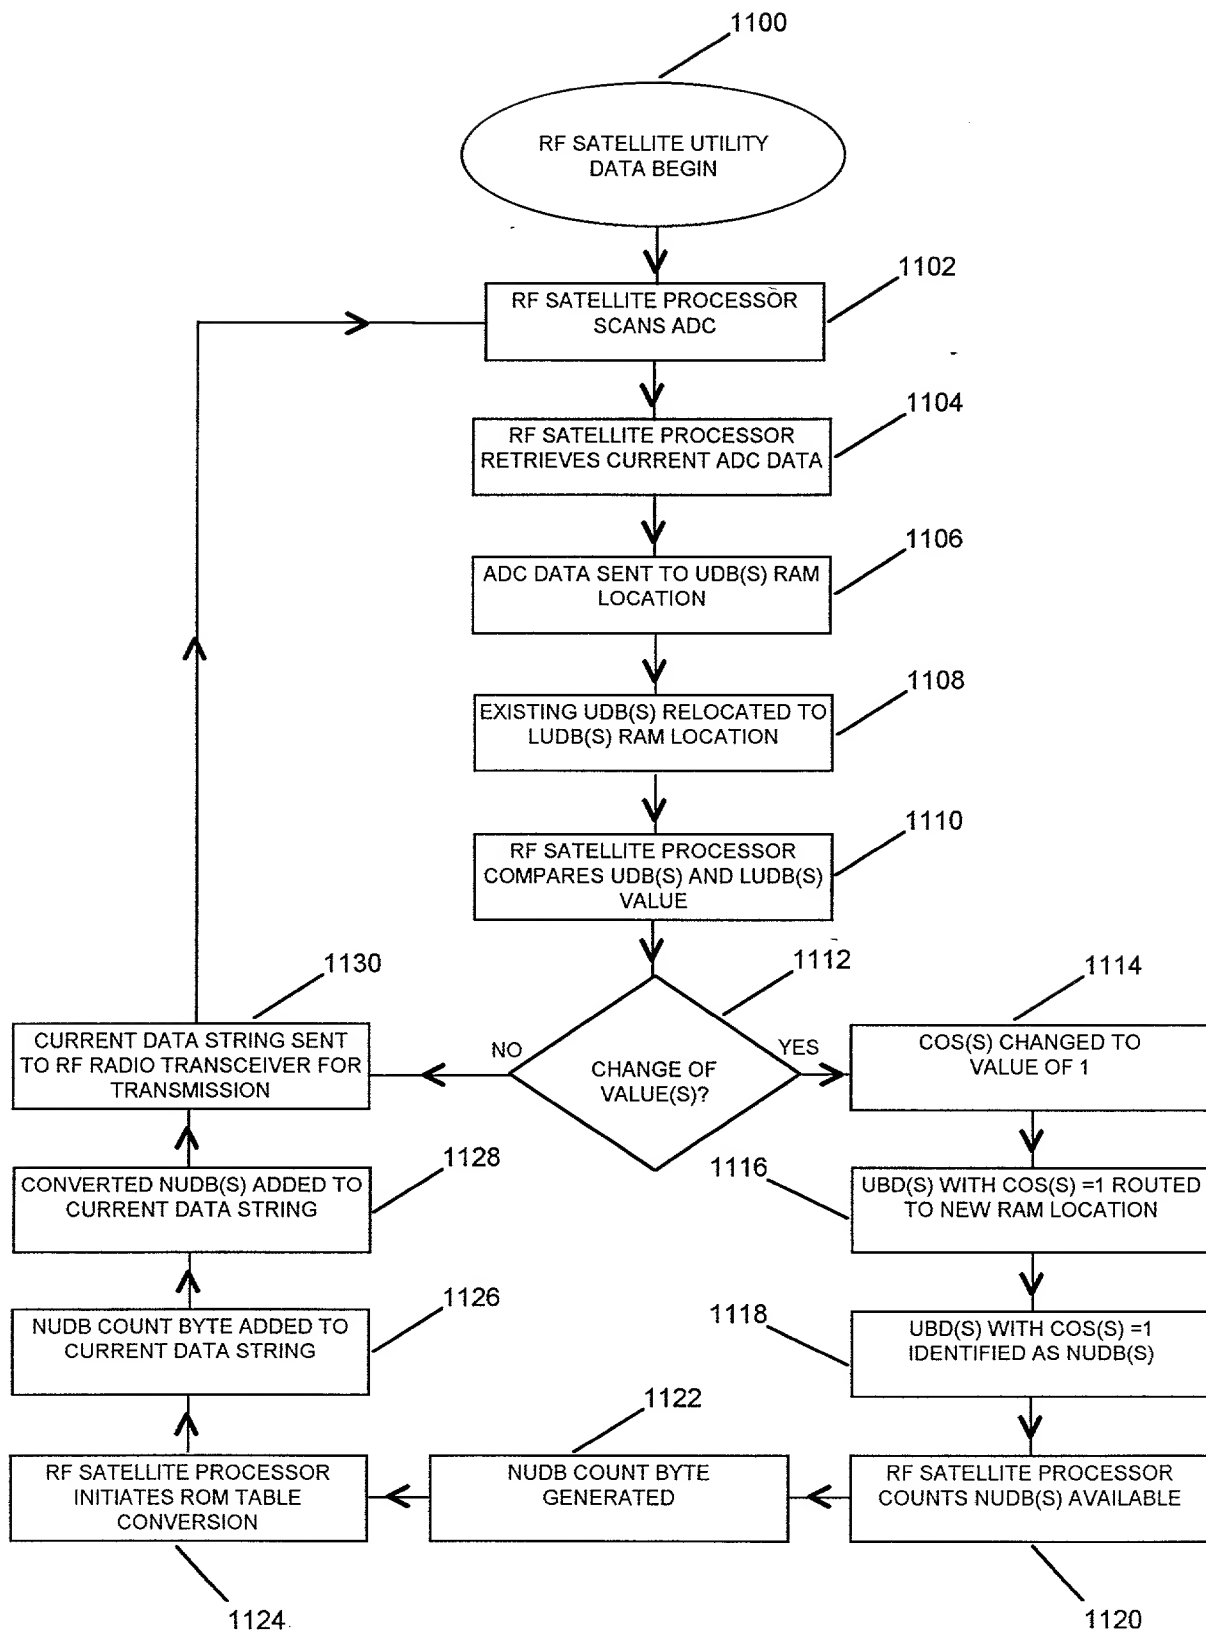 1100
RF SATELLITE UTILITY
DATA BEGIN
1102
RF SATELLITE PROCESSOR
SCANS ADC
1104
RF SATELLITE PROCESSOR
RETRIEVES CURRENT ADC DATA
1106
ADC DATA SENT TO UDB(S) RAM
LOCATION
1108
EXISTING UDB(S) RELOCATED TO
LUDB(S) RAM LOCATION
1110
RF SATELLITE PROCESSOR
COMPARES UDB(S) AND LUDB(S)
VALUE
1112
CHANGE OF
VALUE(S)?
NO
YES
1114
COS(S) CHANGED TO
VALUE OF 1
1116
UBD(S) WITH COS(S) =1 ROUTED
TO NEW RAM LOCATION
1118
UBD(S) WITH COS(S) =1
IDENTIFIED AS NUDB(S)
RF SATELLITE PROCESSOR
COUNTS NUDB(S) AVAILABLE
1120
1122
NUDB COUNT BYTE
GENERATED
RF SATELLITE PROCESSOR
INITIATES ROM TABLE
CONVERSION
1124
1126
NUDB COUNT BYTE ADDED TO
CURRENT DATA STRING
1128
CONVERTED NUDB(S) ADDED TO
CURRENT DATA STRING
1130
CURRENT DATA STRING SENT
TO RF RADIO TRANSCEIVER FOR
TRANSMISSION